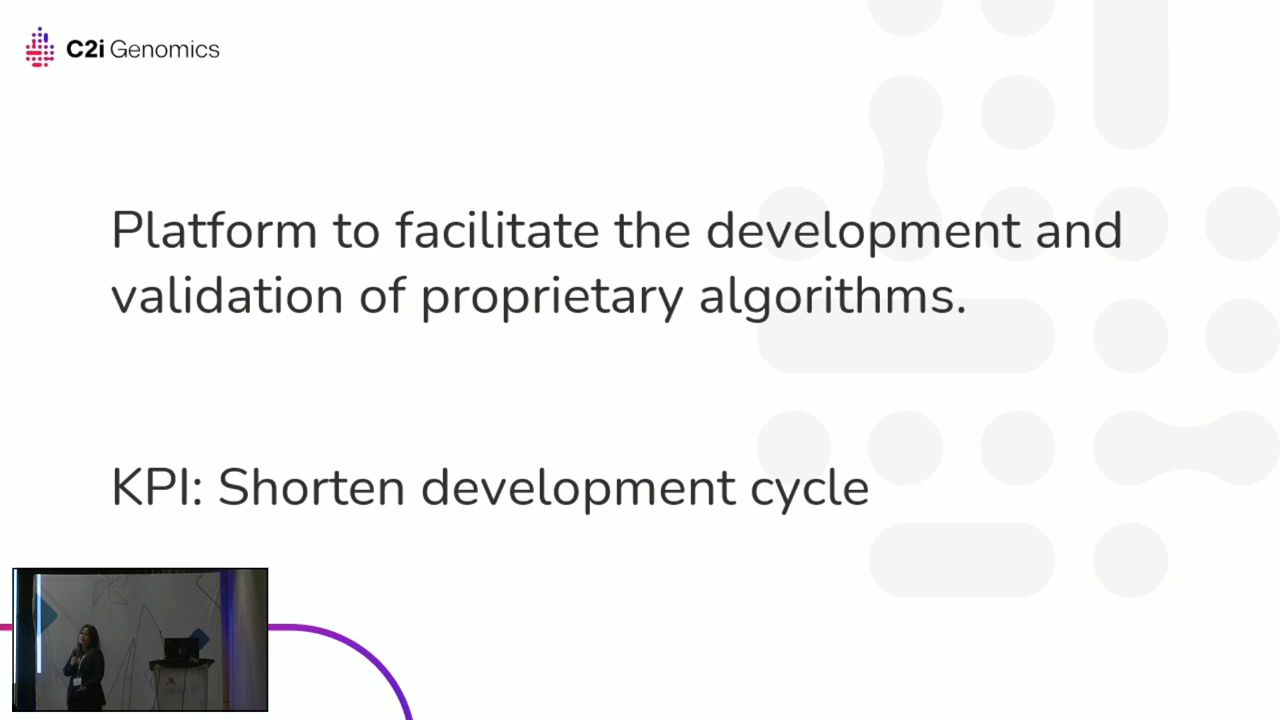 C2i Genomics
Platform to facilitate the development and
validation of proprietary algorithms.
KPI: Shorten development cycle